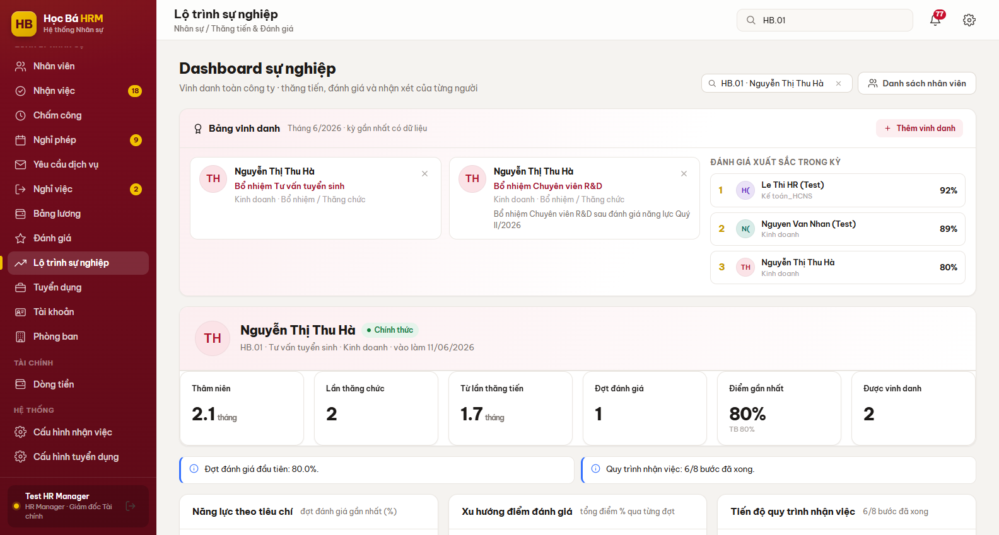 HB
Học Bá HRM
Hệ thống Nhân sự
Nhân viên
Nhận việc 18
Chấm công
Nghỉ phép 9
Yêu cầu dịch vụ
Nghỉ việc 2
Bảng lương
Đánh giá
Lộ trình sự nghiệp
Tuyển dụng
Tài khoản
Phòng ban
TÀI CHÍNH
Dòng tiền
HỆ THỐNG
Cấu hình nhận việc
Cấu hình tuyển dụng
Test HR Manager
HR Manager · Giám đốc Tài
chính
Lộ trình sự nghiệp
Nhân sự / Thăng tiến & Đánh giá
HB.01
77
Dashboard sự nghiệp
Vinh danh toàn công ty · thăng tiến, đánh giá và nhận xét của từng người
HB.01 · Nguyễn Thị Thu Hà
Danh sách nhân viên
Bảng vinh danh Tháng 6/2026 · kỳ gần nhất có dữ liệu
+ Thêm vinh danh
TH
Nguyễn Thị Thu Hà
Bổ nhiệm Tư vấn tuyển sinh
Kinh doanh · Bổ nhiệm / Thăng chức
TH
Nguyễn Thị Thu Hà
Bổ nhiệm Chuyên viên R&D
Kinh doanh · Bổ nhiệm / Thăng chức
Bổ nhiệm Chuyên viên R&D sau đánh giá năng lực Quý
II/2026
ĐÁNH GIÁ XUẤT SẮC TRONG KỲ
1 H( Le Thi HR (Test) 92%
Kế toán_HCNS
2 N( Nguyen Van Nhan (Test) 89%
Kinh doanh
3 TH Nguyễn Thị Thu Hà 80%
Kinh doanh
TH
Nguyễn Thị Thu Hà Chính thức
HB.01 · Tư vấn tuyển sinh · Kinh doanh · vào làm 11/06/2026
Thâm niên
2.1 tháng
Lần thăng chức
2
Từ lần thăng tiến
1.7 tháng
Đợt đánh giá
1
Điểm gần nhất
80%
TB 80%
Được vinh danh
2
Đợt đánh giá đầu tiên: 80.0%.
Quy trình nhận việc: 6/8 bước đã xong.
Năng lực theo tiêu chí đợt đánh giá gần nhất (%)
Xu hướng điểm đánh giá tổng điểm % qua từng đợt
Tiến độ quy trình nhận việc 6/8 bước đã xong